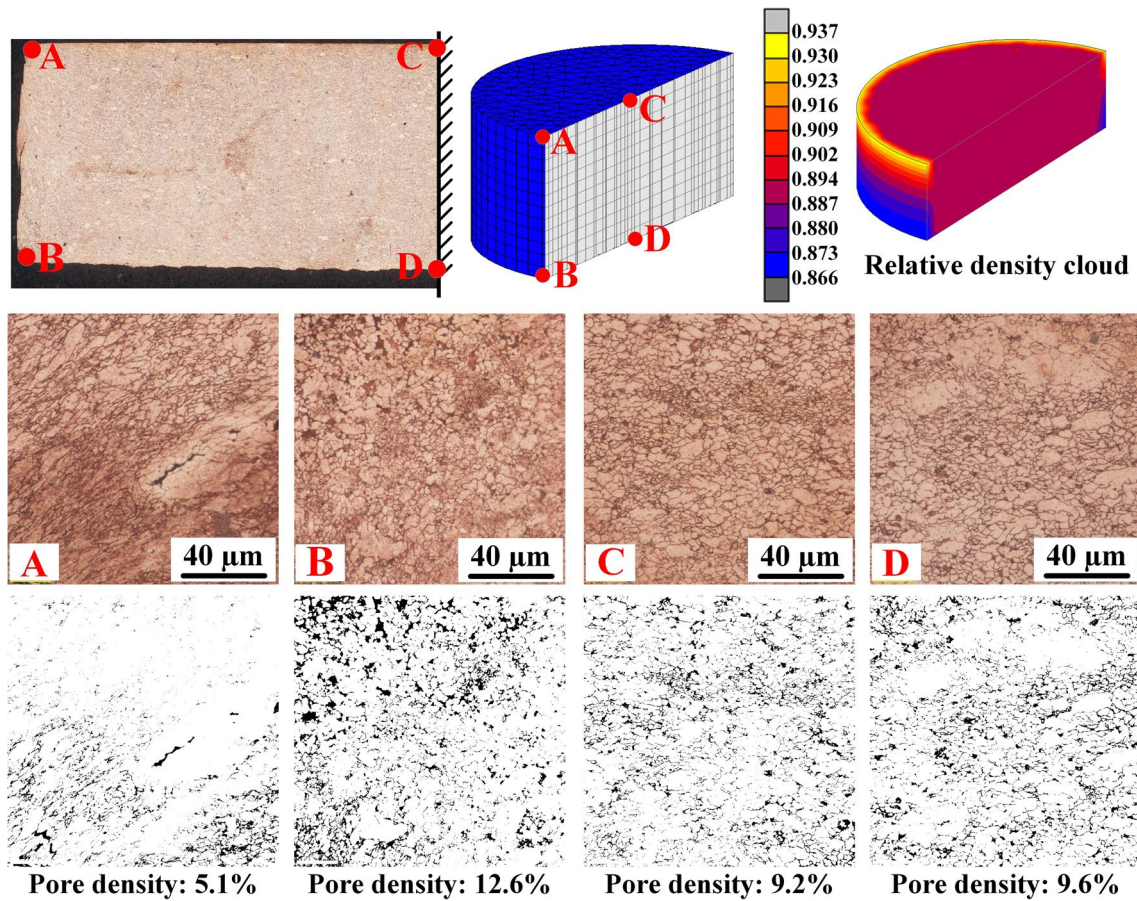 A
C
B
D
A
C
D
B
0.937
0.930
0.923
0.916
0.909
0.902
0.894
0.887
0.880
0.873
0.866
Relative density cloud
A
40 μm
B
40 μm
C
40 μm
D
40 μm
Pore density: 5.1%
Pore density: 12.6%
Pore density: 9.2%
Pore density: 9.6%